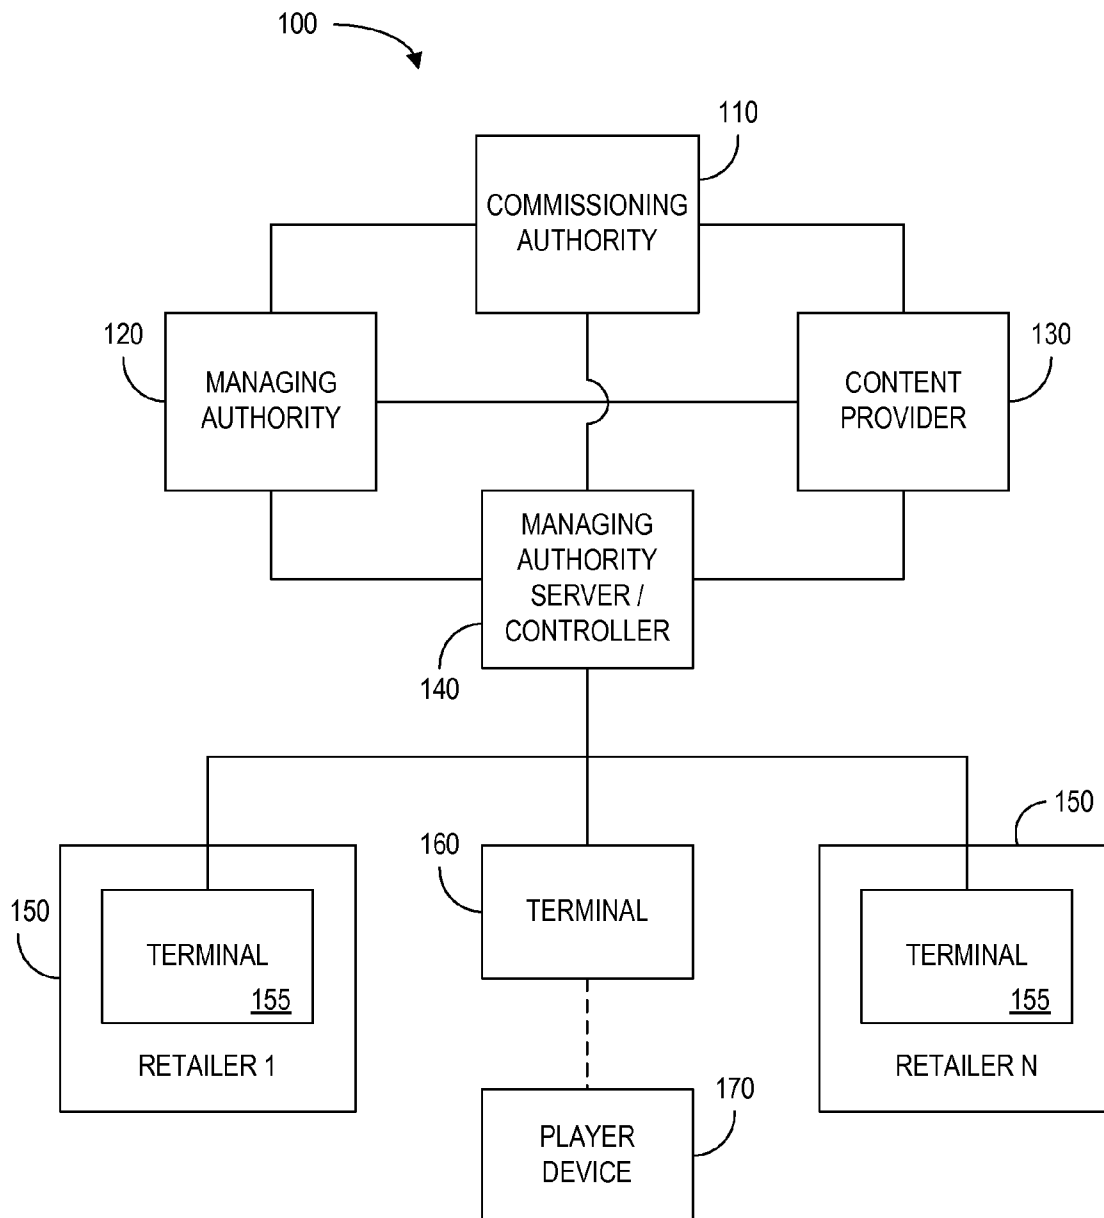 100
110
COMMISSIONING
AUTHORITY
120
MANAGING
AUTHORITY
130
CONTENT
PROVIDER
MANAGING
AUTHORITY
SERVER /
CONTROLLER
140
150
TERMINAL
155
RETAILER 1
160
TERMINAL
150
TERMINAL
155
RETAILER N
170
PLAYER
DEVICE